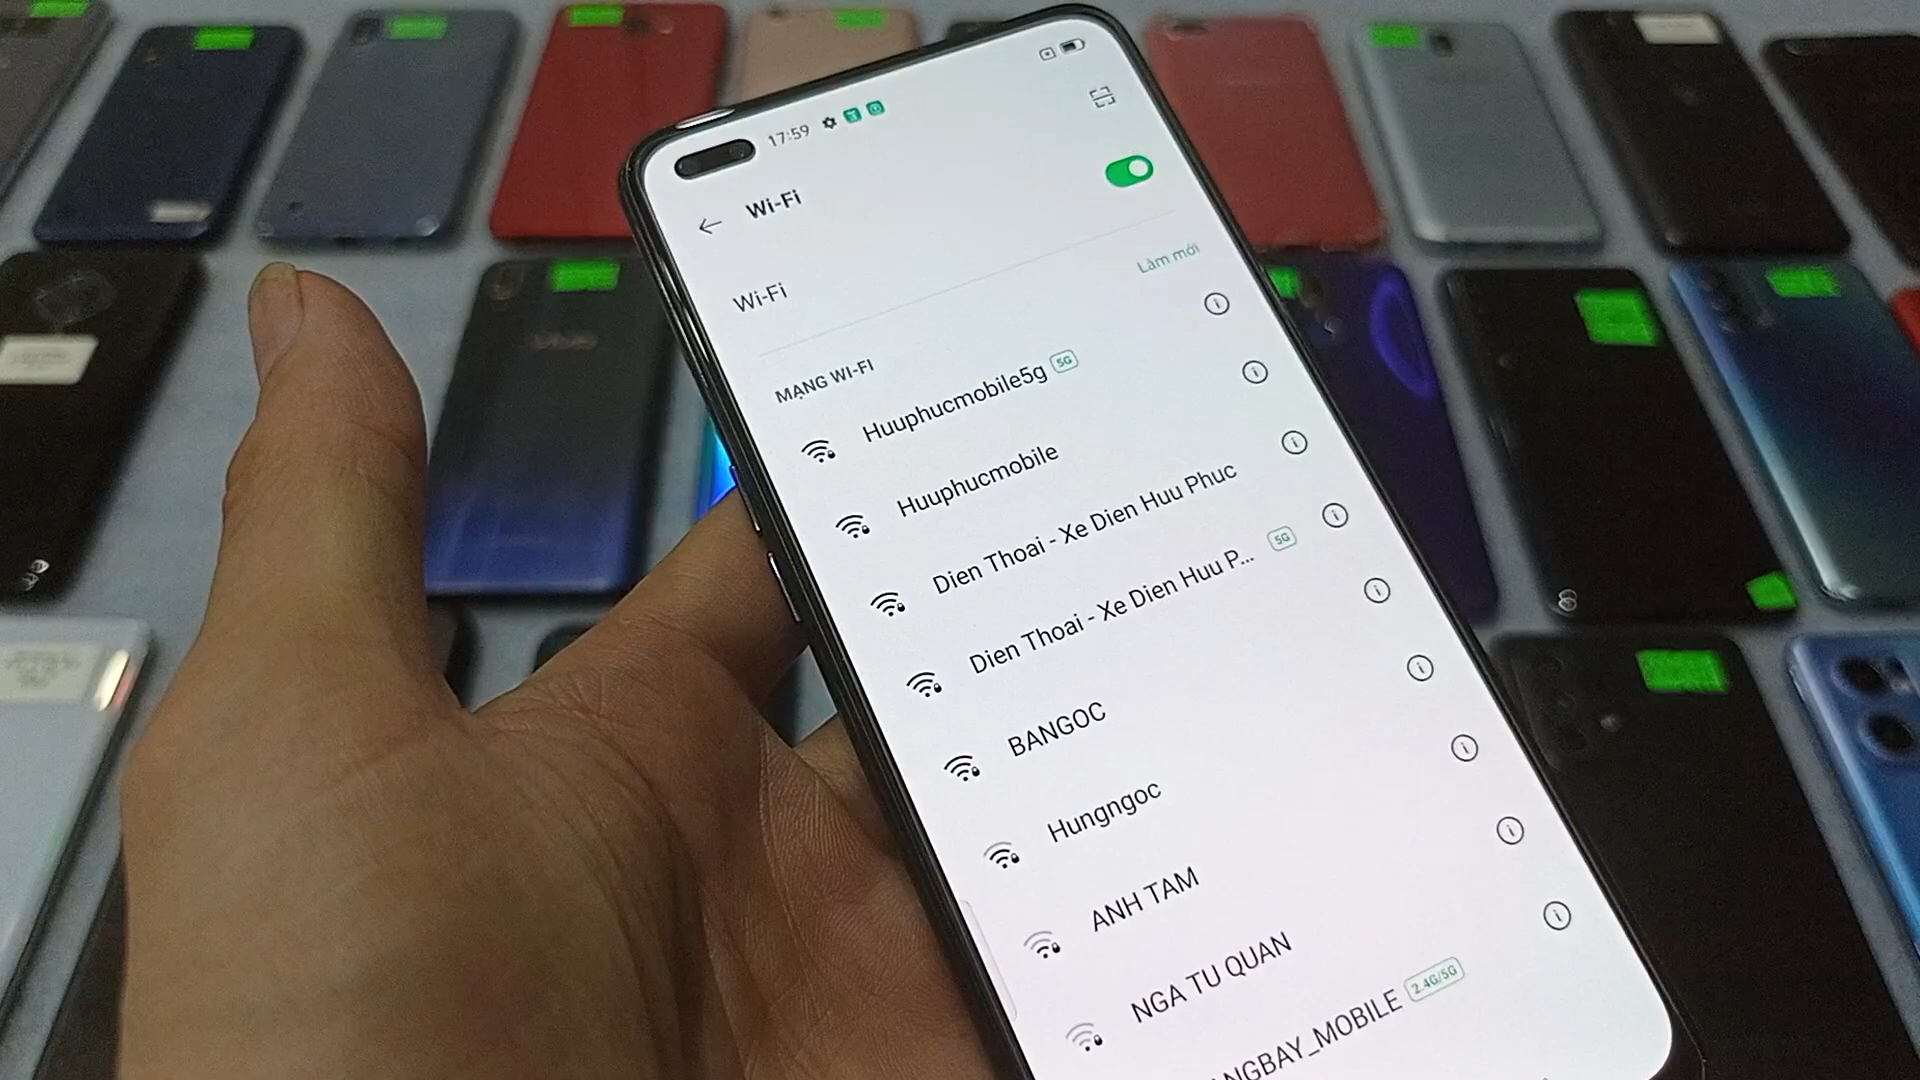 17:59
Wi-Fi
Wi-Fi
Làm mới
MẠNG WI-FI
Huuphucmobile5g 5G
Huuphucmobile
Dien Thoai - Xe Dien Huu Phuc
Dien Thoai - Xe Dien Huu P... 5G
BANGOC
Hungngoc
ANH TAM
NGA TU QUAN
NGBAY_MOBILE 2.4G/5G
vivo